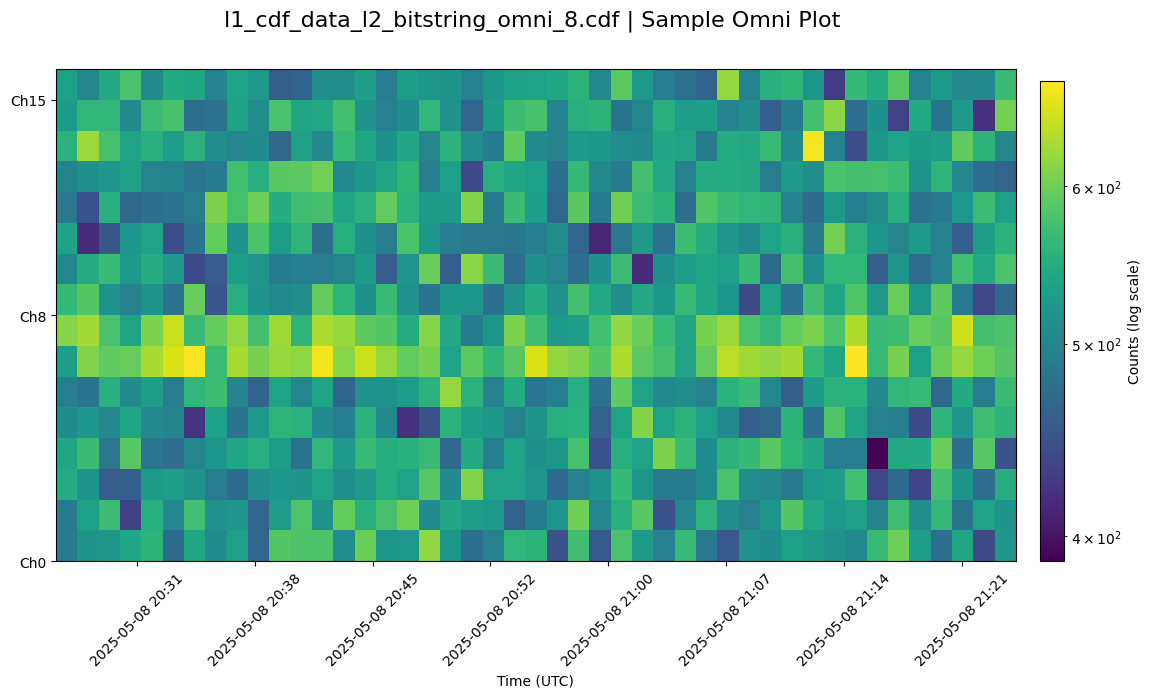 l1_cdf_data_l2_bitstring_omni_8.cdf | Sample Omni Plot
Ch15
Ch8
Ch0
2025-05-08 20:31
2025-05-08 20:38
2025-05-08 20:45
2025-05-08 20:52
2025-05-08 21:00
2025-05-08 21:07
2025-05-08 21:14
2025-05-08 21:21
Time (UTC)
6 × 10²
5 × 10²
4 × 10²
Counts (log scale)